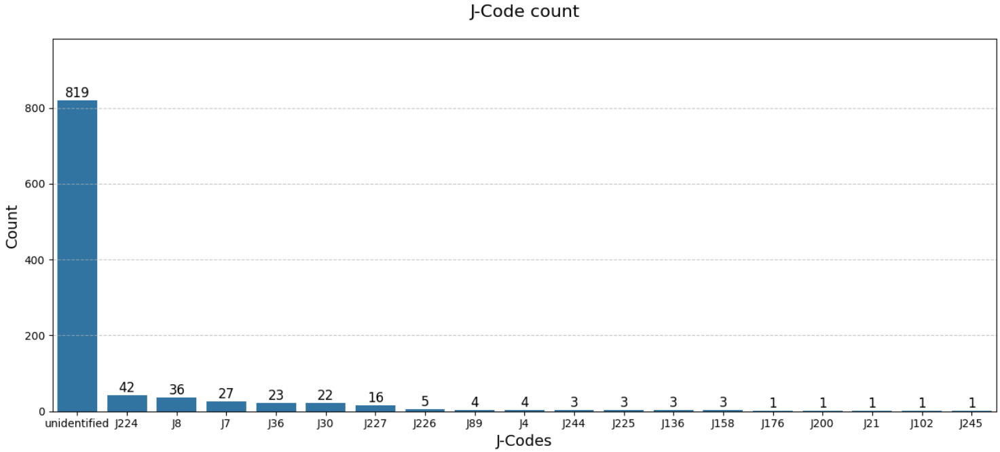 J-Code count
819
800
600
Count
400
200
42 36 27 23 22 16 5 4 4 3 3 3 3 1 1 1 1 1
0
unidentified J224 J8 J7 J36 J30 J227 J226 J89 J4 J244 J225 J136 J158 J176 J200 J21 J102 J245
J-Codes